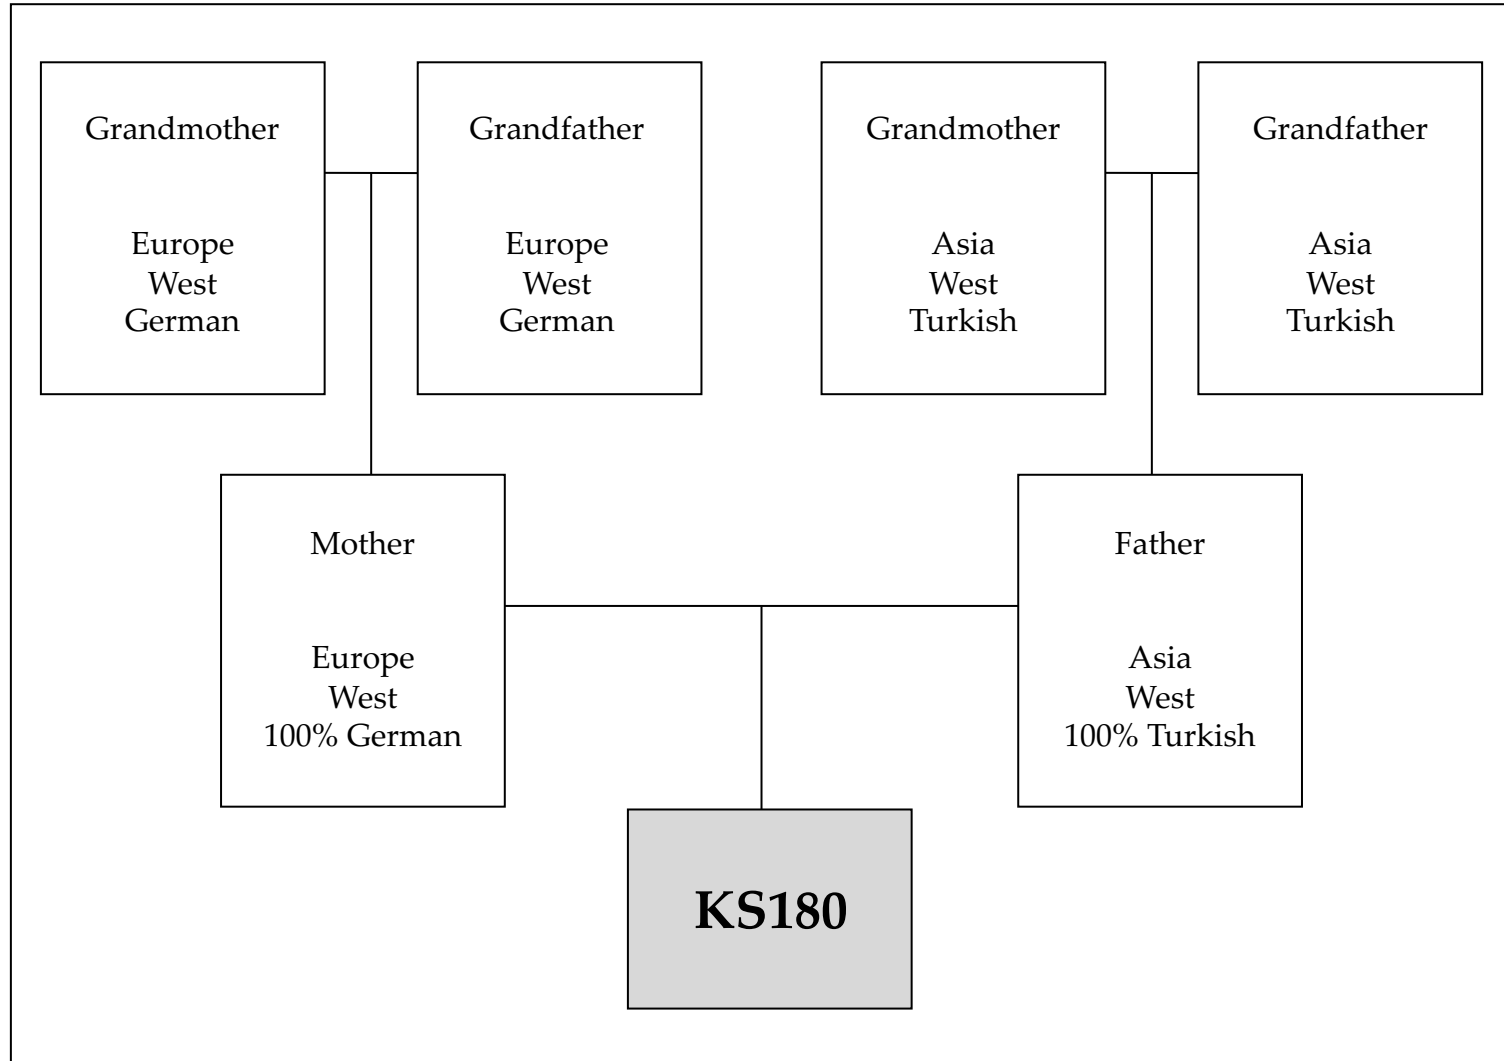 Grandmother
Europe
West
German
Grandfather
Europe
West
German
Grandmother
Asia
West
Turkish
Grandfather
Asia
West
Turkish
Mother
Europe
West
100% German
Father
Asia
West
100% Turkish
KS180